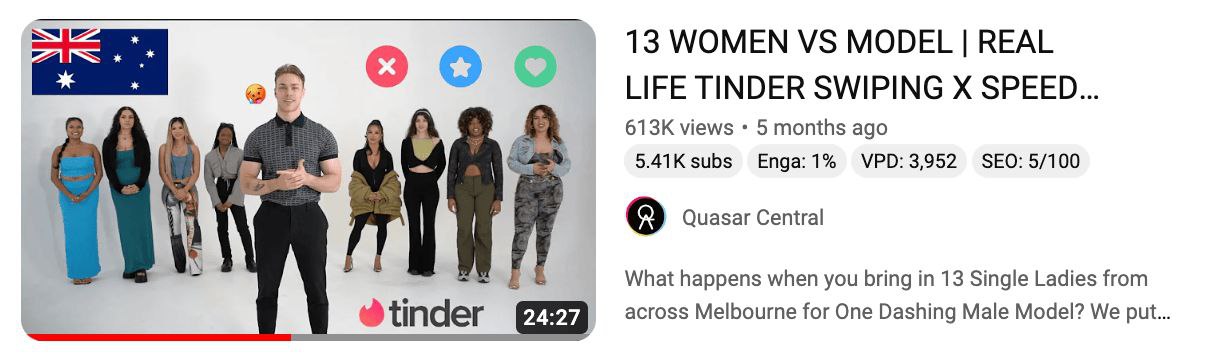 tinder
24:27
13 WOMEN VS MODEL | REAL
LIFE TINDER SWIPING X SPEED...
613K views • 5 months ago
5.41K subs Enga: 1% VPD: 3,952 SEO: 5/100
Quasar Central
What happens when you bring in 13 Single Ladies from
across Melbourne for One Dashing Male Model? We put...